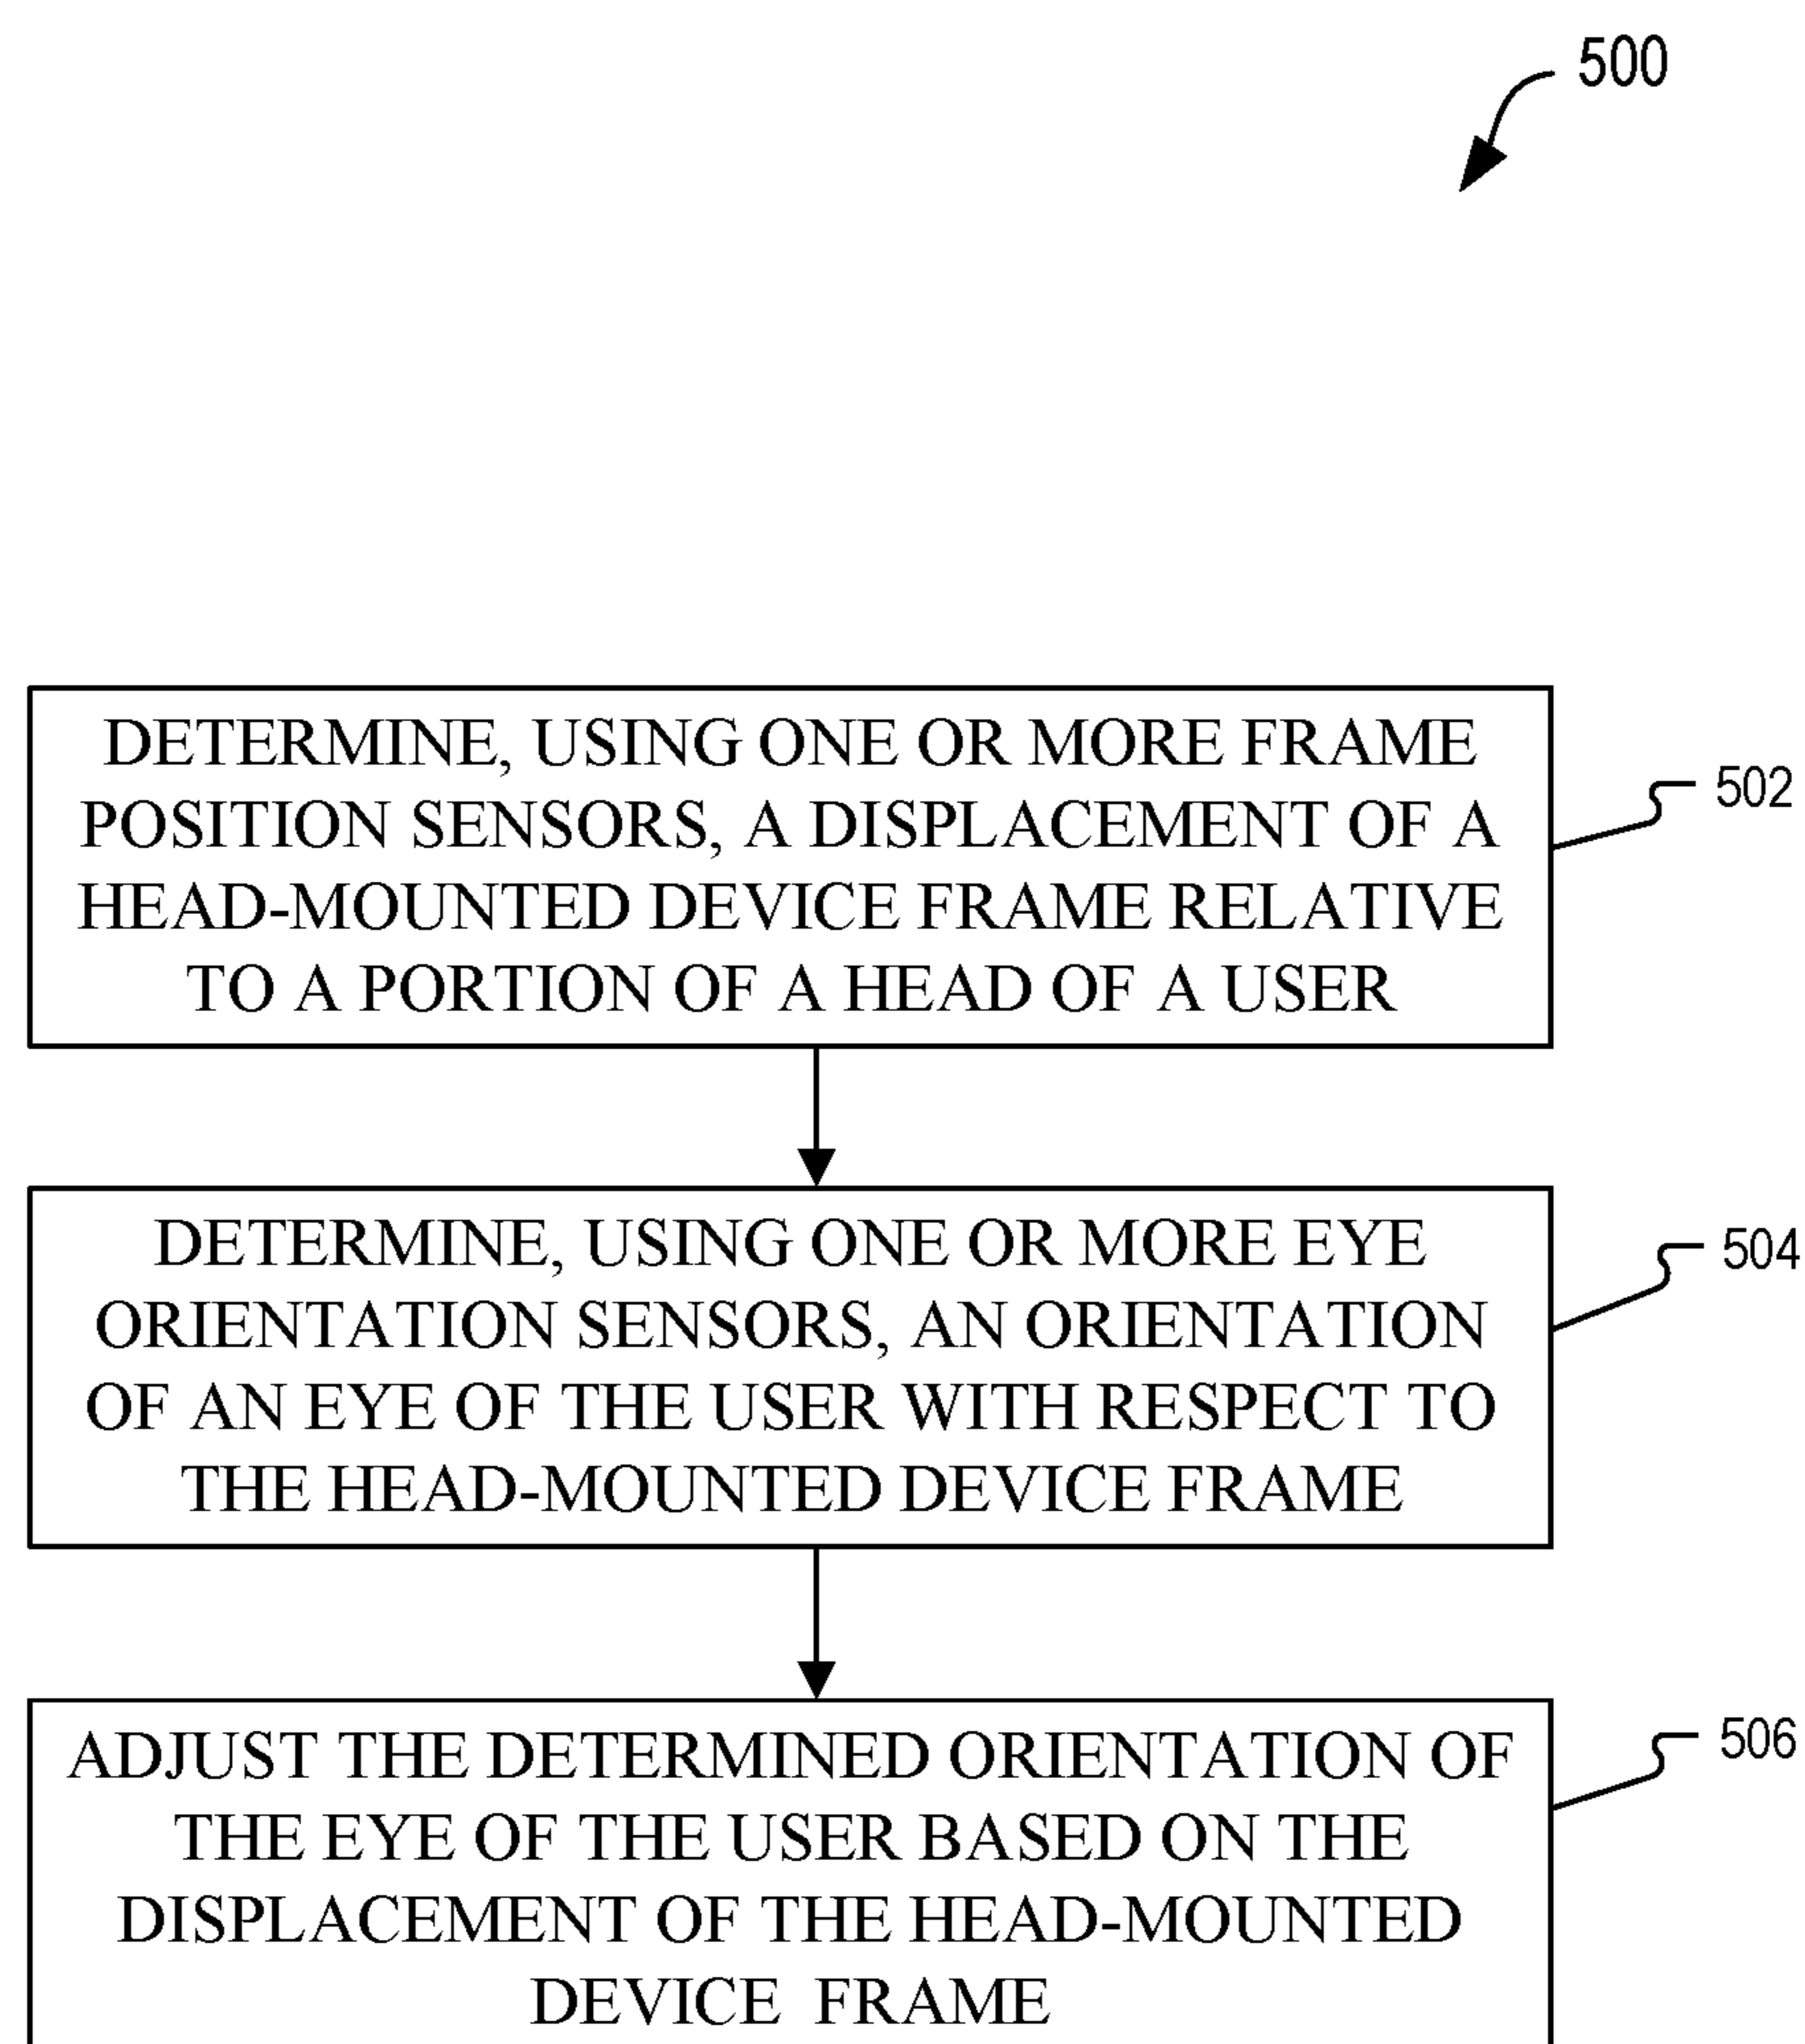 500
DETERMINE, USING ONE OR MORE FRAME
POSITION SENSORS, A DISPLACEMENT OF A
HEAD-MOUNTED DEVICE FRAME RELATIVE
TO A PORTION OF A HEAD OF A USER
502
DETERMINE, USING ONE OR MORE EYE
ORIENTATION SENSORS, AN ORIENTATION
OF AN EYE OF THE USER WITH RESPECT TO
THE HEAD-MOUNTED DEVICE FRAME
504
ADJUST THE DETERMINED ORIENTATION OF
THE EYE OF THE USER BASED ON THE
DISPLACEMENT OF THE HEAD-MOUNTED
DEVICE FRAME
506